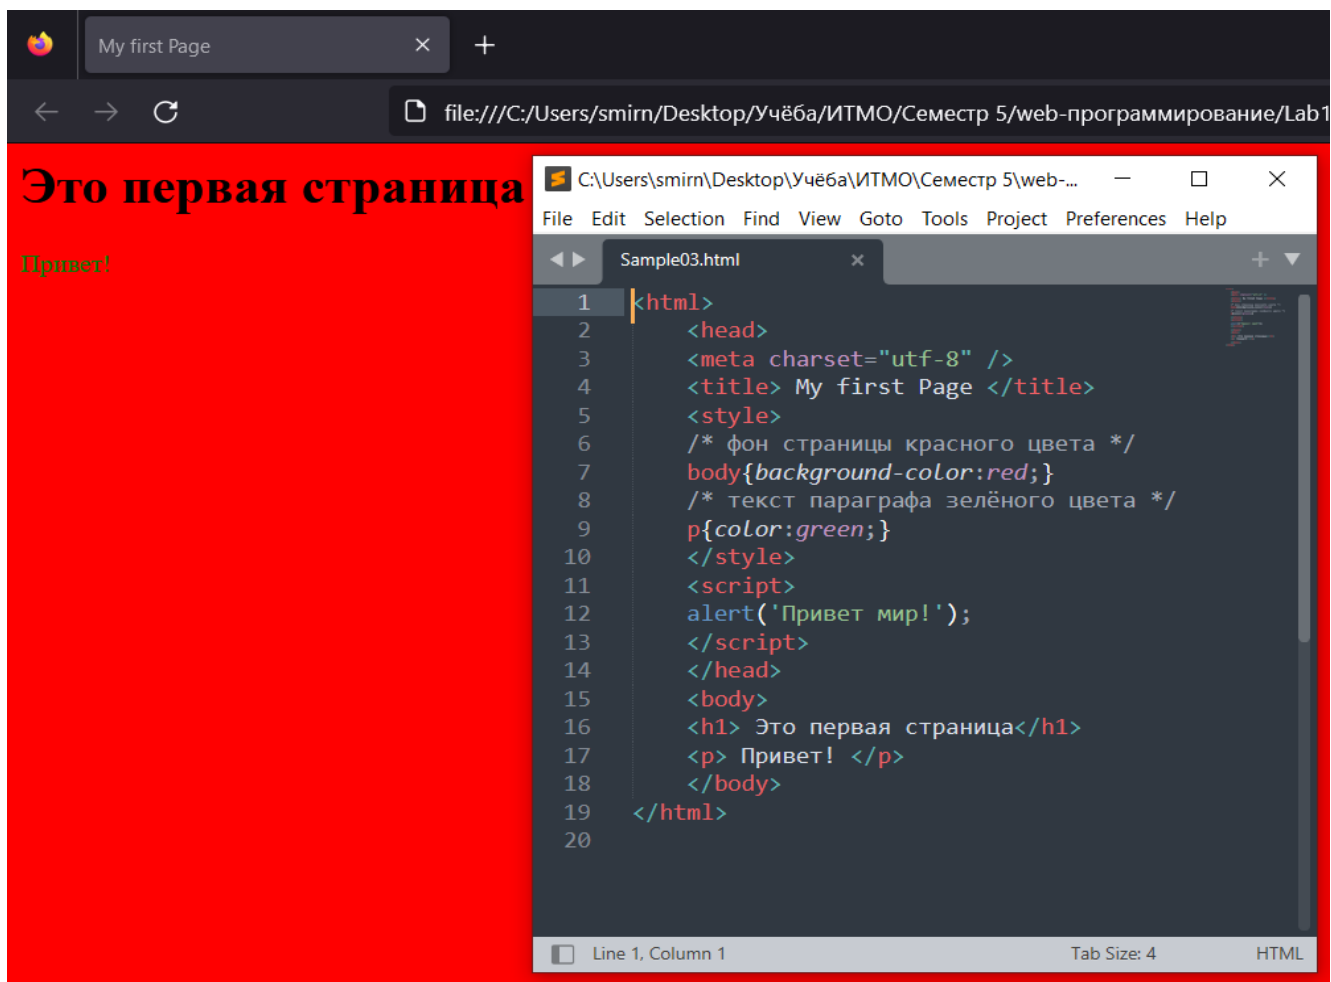 My first Page
file:///C:/Users/smirn/Desktop/Учёба/ИТМО/Семестр 5/web-программирование/Lab1
Это первая страница
Привет!
C:\Users\smirn\Desktop\Учёба\ИТМО\Семестр 5\web-...
File Edit Selection Find View Goto Tools Project Preferences Help
Sample03.html
1 <html>
2 <head>
3 <meta charset="utf-8" />
4 <title> My first Page </title>
5 <style>
6 /* фон страницы красного цвета */
7 body{background-color:red;}
8 /* текст параграфа зелёного цвета */
9 p{color:green;}
10 </style>
11 <script>
12 alert('Привет мир!');
13 </script>
14 </head>
15 <body>
16 <h1> Это первая страница</h1>
17 <p> Привет! </p>
18 </body>
19 </html>
20
Line 1, Column 1 Tab Size: 4 HTML